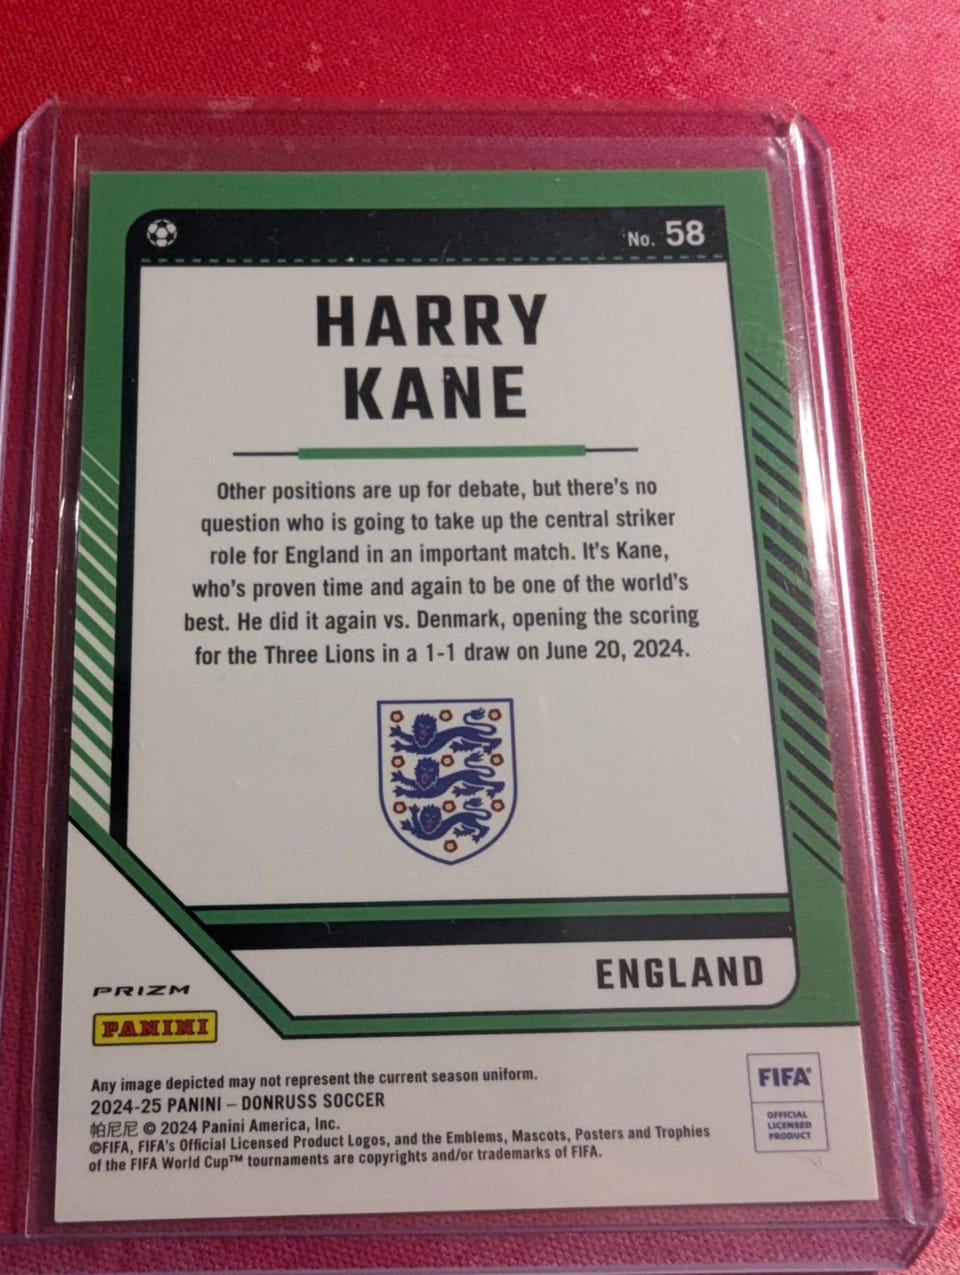 No. 58
HARRY
KANE
Other positions are up for debate, but there's no
question who is going to take up the central striker
role for England in an important match. It's Kane,
who's proven time and again to be one of the world's
best. He did it again vs. Denmark, opening the scoring
for the Three Lions in a 1-1 draw on June 20, 2024.
ENGLAND
PRIZM
PANINI
Any image depicted may not represent the current season uniform.
2024-25 PANINI – DONRUSS SOCCER
帕尼尼 © 2024 Panini America, Inc.
©FIFA, FIFA's Official Licensed Product Logos, and the Emblems, Mascots, Posters and Trophies
of the FIFA World Cup™ tournaments are copyrights and/or trademarks of FIFA.
FIFA®
OFFICIAL
LICENSED
PRODUCT